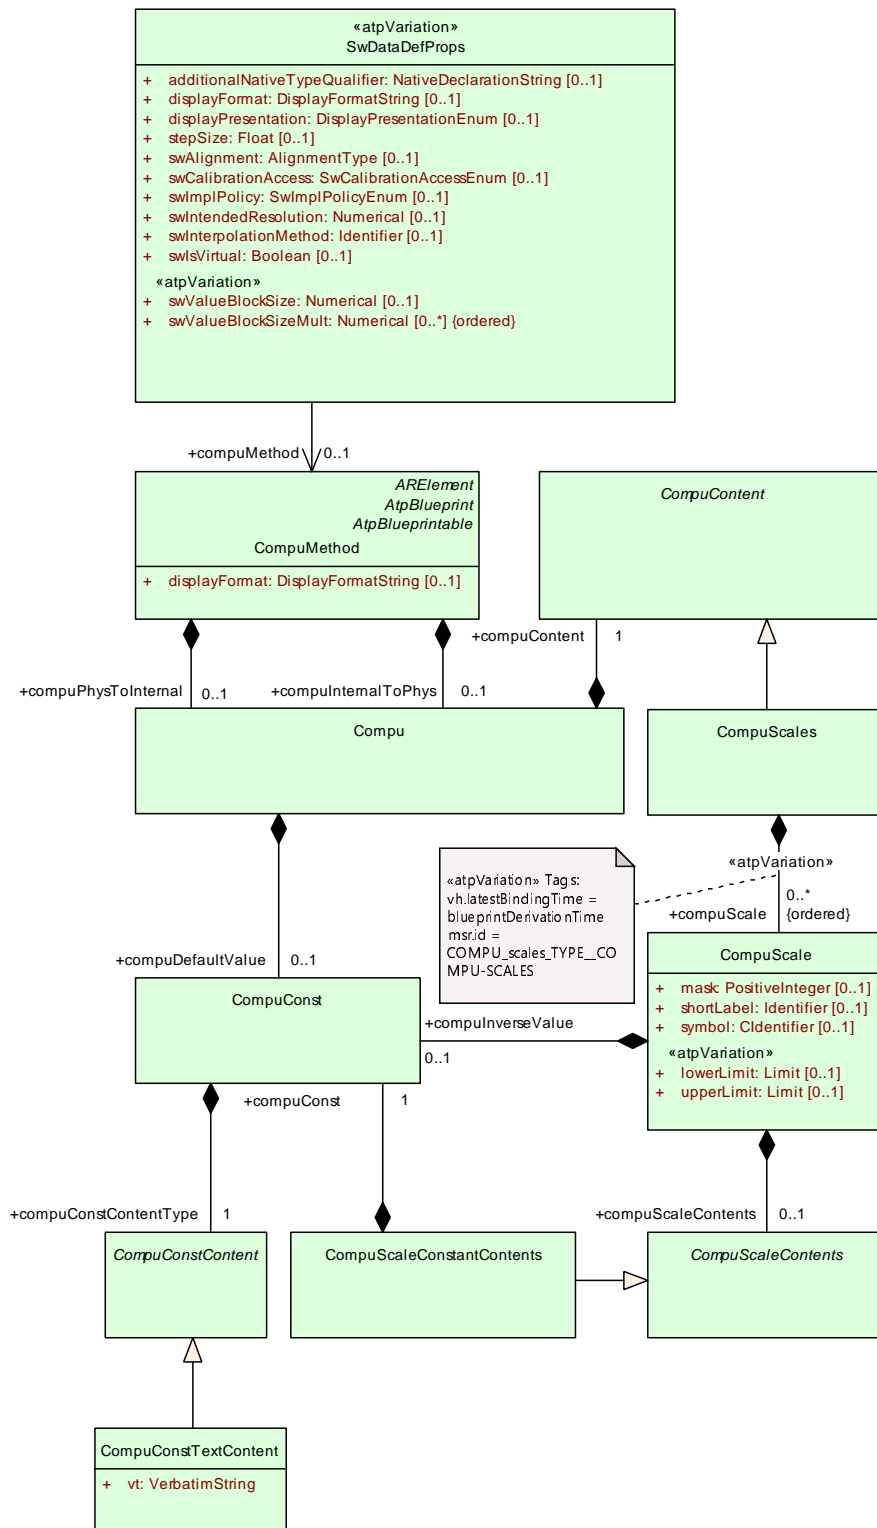 «atpVariation»
SwDataDefProps
+ additionalNativeTypeQualifier: NativeDeclarationString [0..1]
+ displayFormat: DisplayFormatString [0..1]
+ displayPresentation: DisplayPresentationEnum [0..1]
+ stepSize: Float [0..1]
+ swAlignment: AlignmentType [0..1]
+ swCalibrationAccess: SwCalibrationAccessEnum [0..1]
+ swImplPolicy: SwImplPolicyEnum [0..1]
+ swIntendedResolution: Numerical [0..1]
+ swInterpolationMethod: Identifier [0..1]
+ swIsVirtual: Boolean [0..1]
«atpVariation»
+ swValueBlockSize: Numerical [0..1]
+ swValueBlockSizeMult: Numerical [0..*] {ordered}
+compuMethod 0..1
ARElement
AtpBlueprint
AtpBlueprintable
CompuMethod
+ displayFormat: DisplayFormatString [0..1]
CompuContent
+compuContent 1
+compuPhysToInternal 0..1
+compuInternalToPhys 0..1
Compu
CompuScales
«atpVariation»
0..*
+compuScale {ordered}
«atpVariation» Tags:
vh.latestBindingTime =
blueprintDerivationTime
msr.id =
COMPU_scales_TYPE__CO
MPU-SCALES
+compuDefaultValue 0..1
CompuConst
CompuScale
+ mask: PositiveInteger [0..1]
+ shortLabel: Identifier [0..1]
+ symbol: CIdentifier [0..1]
«atpVariation»
+ lowerLimit: Limit [0..1]
+ upperLimit: Limit [0..1]
+compuInverseValue
0..1
+compuConst 1
+compuConstContentType 1
+compuScaleContents 0..1
CompuConstContent
CompuScaleConstantContents
CompuScaleContents
CompuConstTextContent
+ vt: VerbatimString